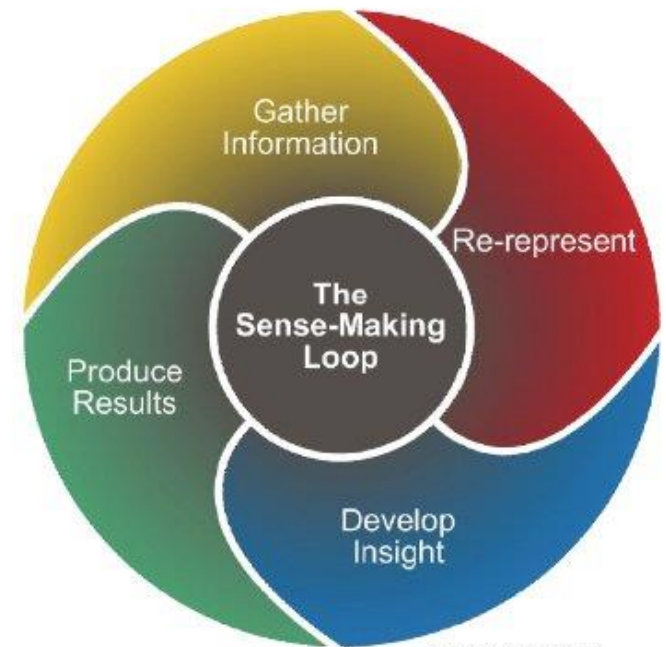 Gather
Information
Re-represent
The
Sense-Making
Loop
Produce
Results
Develop
Insight